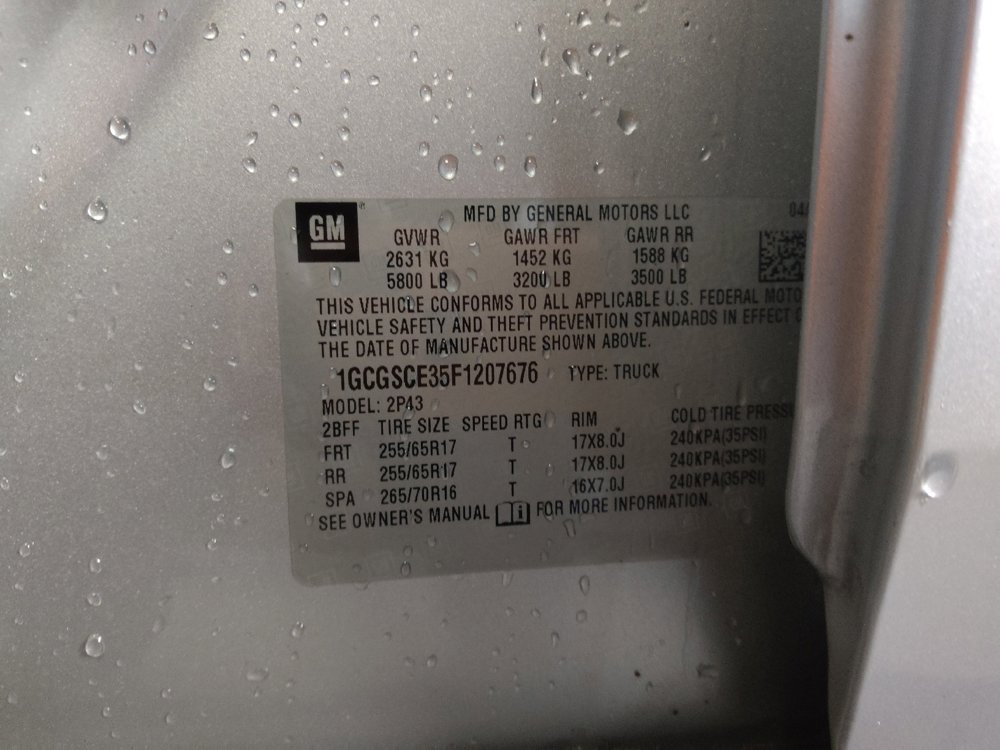 GM
MFD BY GENERAL MOTORS LLC 04/
GVWR GAWR FRT GAWR RR
2631 KG 1452 KG 1588 KG
5800 LB 3200 LB 3500 LB
THIS VEHICLE CONFORMS TO ALL APPLICABLE U.S. FEDERAL MOTO
VEHICLE SAFETY AND THEFT PREVENTION STANDARDS IN EFFECT
THE DATE OF MANUFACTURE SHOWN ABOVE.
1GCGSCE35F1207676 TYPE: TRUCK
MODEL: 2P43
2BFF TIRE SIZE SPEED RTG RIM COLD TIRE PRESSU
FRT 255/65R17 T 17X8.0J 240KPA(35PSI)
RR 255/65R17 T 17X8.0J 240KPA(35PSI)
SPA 265/70R16 T 16X7.0J 240KPA(35PSI)
SEE OWNER'S MANUAL FOR MORE INFORMATION.